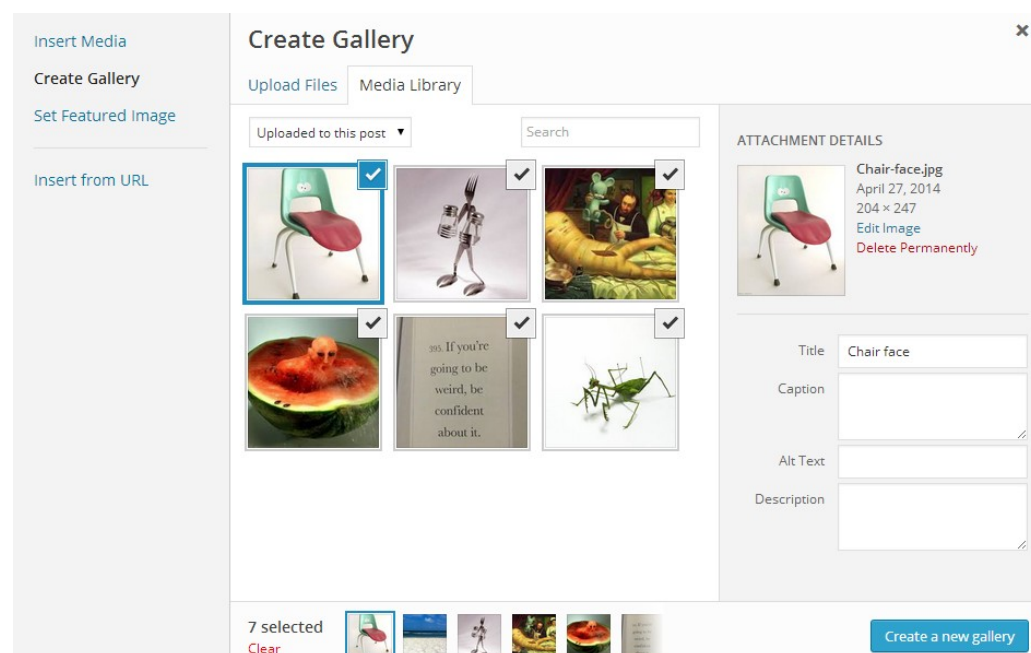 Insert Media
Create Gallery
Set Featured Image
Insert from URL
Create Gallery
Upload Files
Media Library
Uploaded to this post
Search
395. If you're
going to be
weird, be
confident
about it.
ATTACHMENT DETAILS
Chair-face.jpg
April 27, 2014
204 × 247
Edit Image
Delete Permanently
Title
Chair face
Caption
Alt Text
Description
7 selected
Clear
Create a new gallery